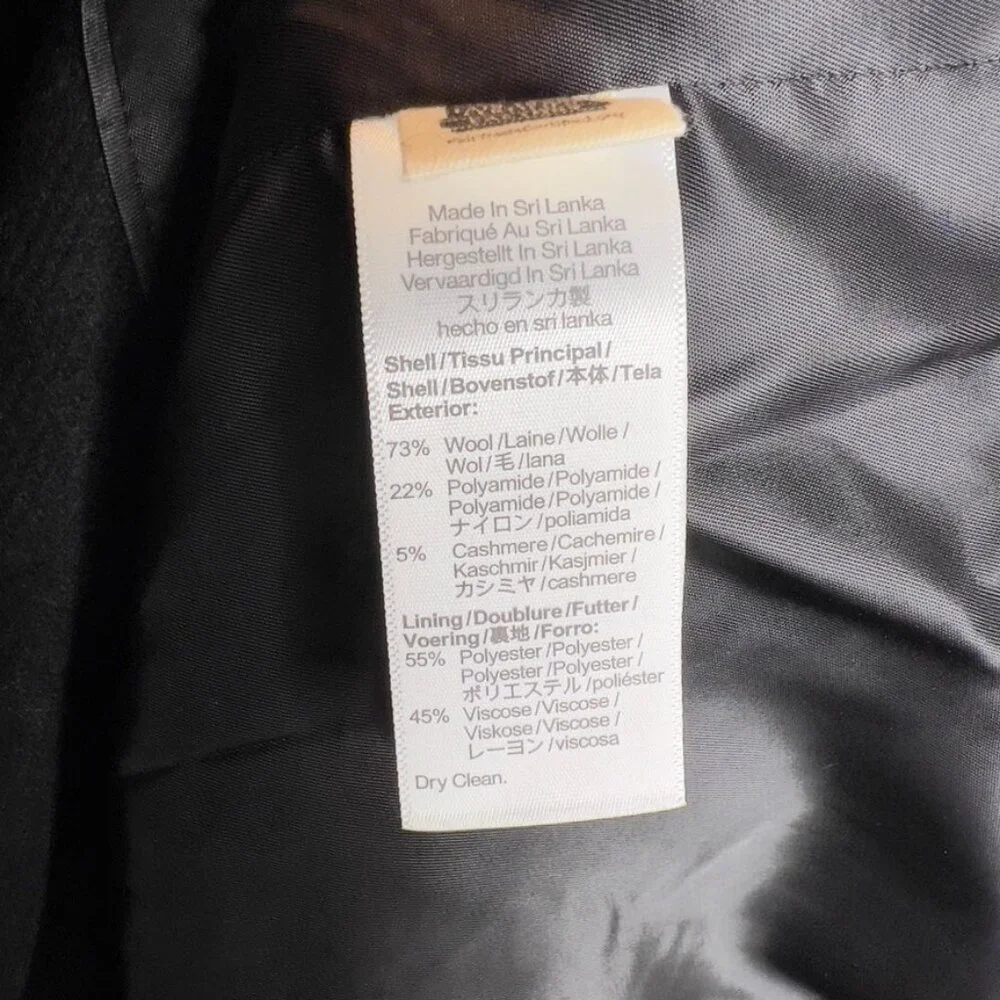 Made In Sri Lanka
Fabriqué Au Sri Lanka
Hergestellt In Sri Lanka
Vervaardigd In Sri Lanka
スリランカ製
hecho en sri lanka
Shell/Tissu Principal/
Shell/Bovenstof/本体/Tela
Exterior:
73% Wool/Laine/Wolle/
Wol/毛/lana
22% Polyamide/Polyamide/
Polyamide/Polyamide/
ナイロン/poliamida
5% Cashmere/Cachemire/
Kaschmir/Kasjmier/
カシミヤ/cashmere
Lining/Doublure/Futter/
Voering/裏地/Forro:
55% Polyester/Polyester/
Polyester/Polyester/
ポリエステル/poliéster
45% Viscose/Viscose/
Viskose/Viscose/
レーヨン/viscosa
Dry Clean.